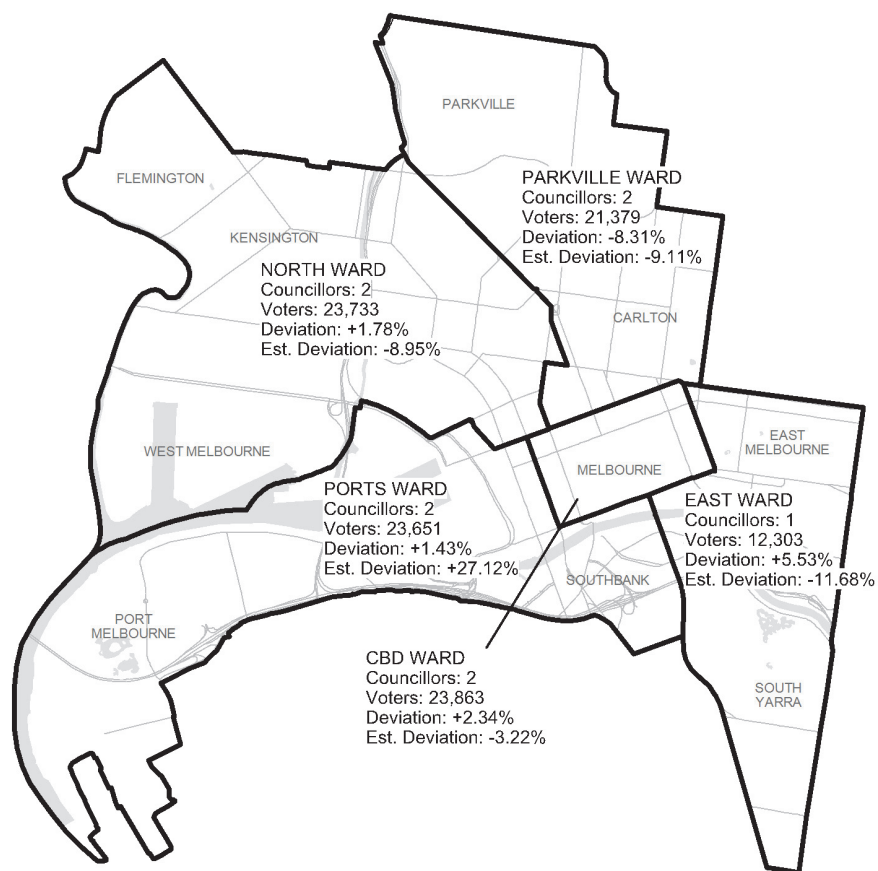 PARKVILLE
FLEMINGTON
KENSINGTON
PARKVILLE WARD
Councillors: 2
Voters: 21,379
Deviation: -8.31%
Est. Deviation: -9.11%
NORTH WARD
Councillors: 2
Voters: 23,733
Deviation: +1.78%
Est. Deviation: -8.95%
CARLTON
WEST MELBOURNE
MELBOURNE
EAST
MELBOURNE
PORTS WARD
Councillors: 2
Voters: 23,651
Deviation: +1.43%
Est. Deviation: +27.12%
EAST WARD
Councillors: 1
Voters: 12,303
Deviation: +5.53%
Est. Deviation: -11.68%
SOUTHBANK
PORT
MELBOURNE
CBD WARD
Councillors: 2
Voters: 23,863
Deviation: +2.34%
Est. Deviation: -3.22%
SOUTH
YARRA